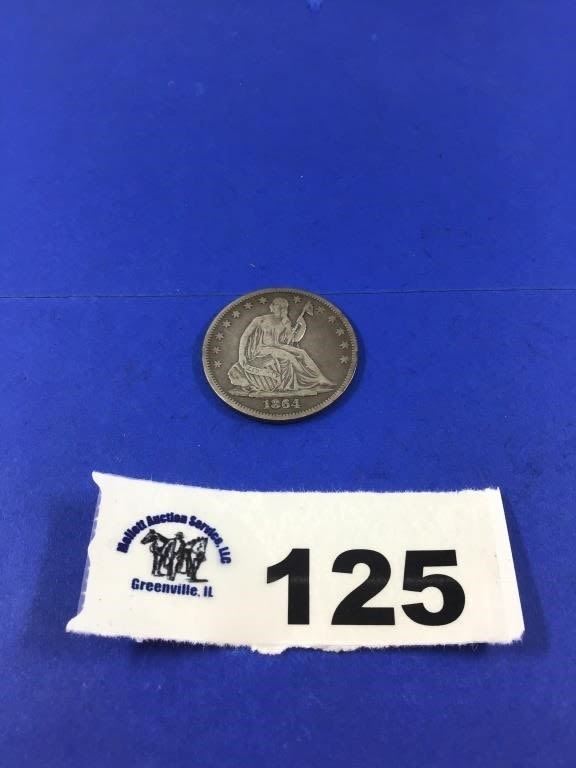 1864
Mollett Auction Service, LLC
Greenville, IL
125